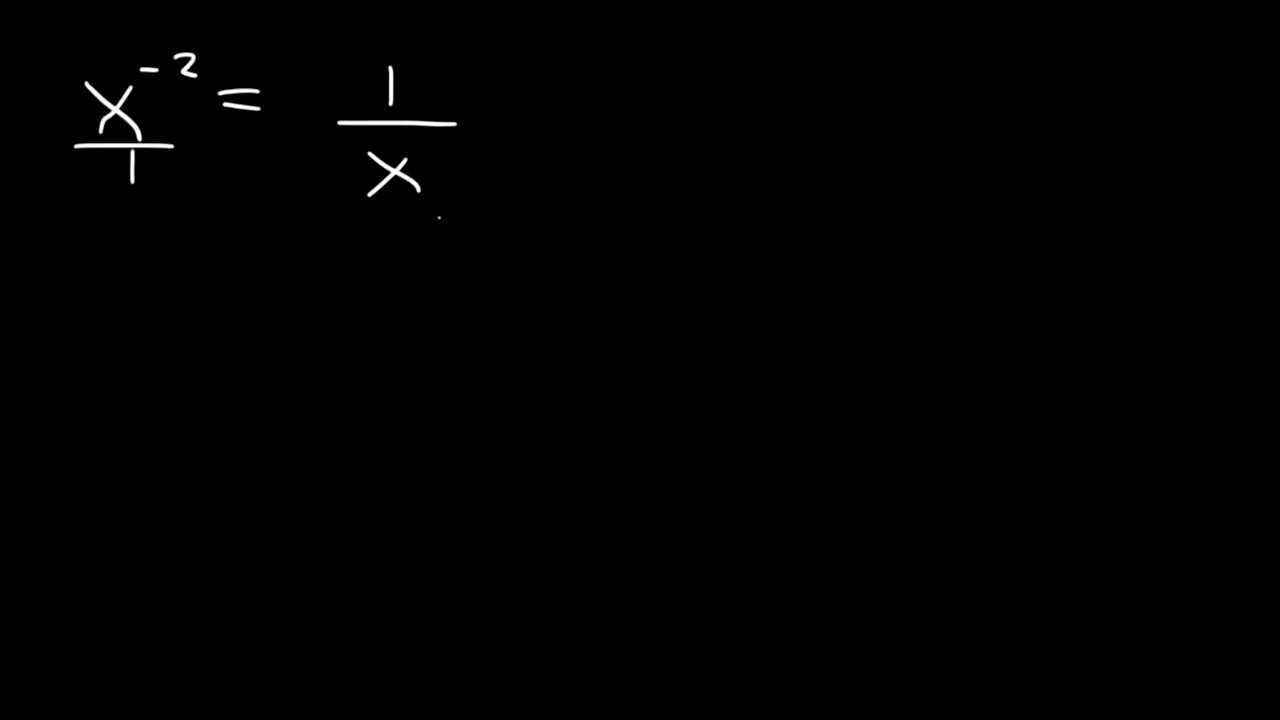 x^-2/1 = 1/x